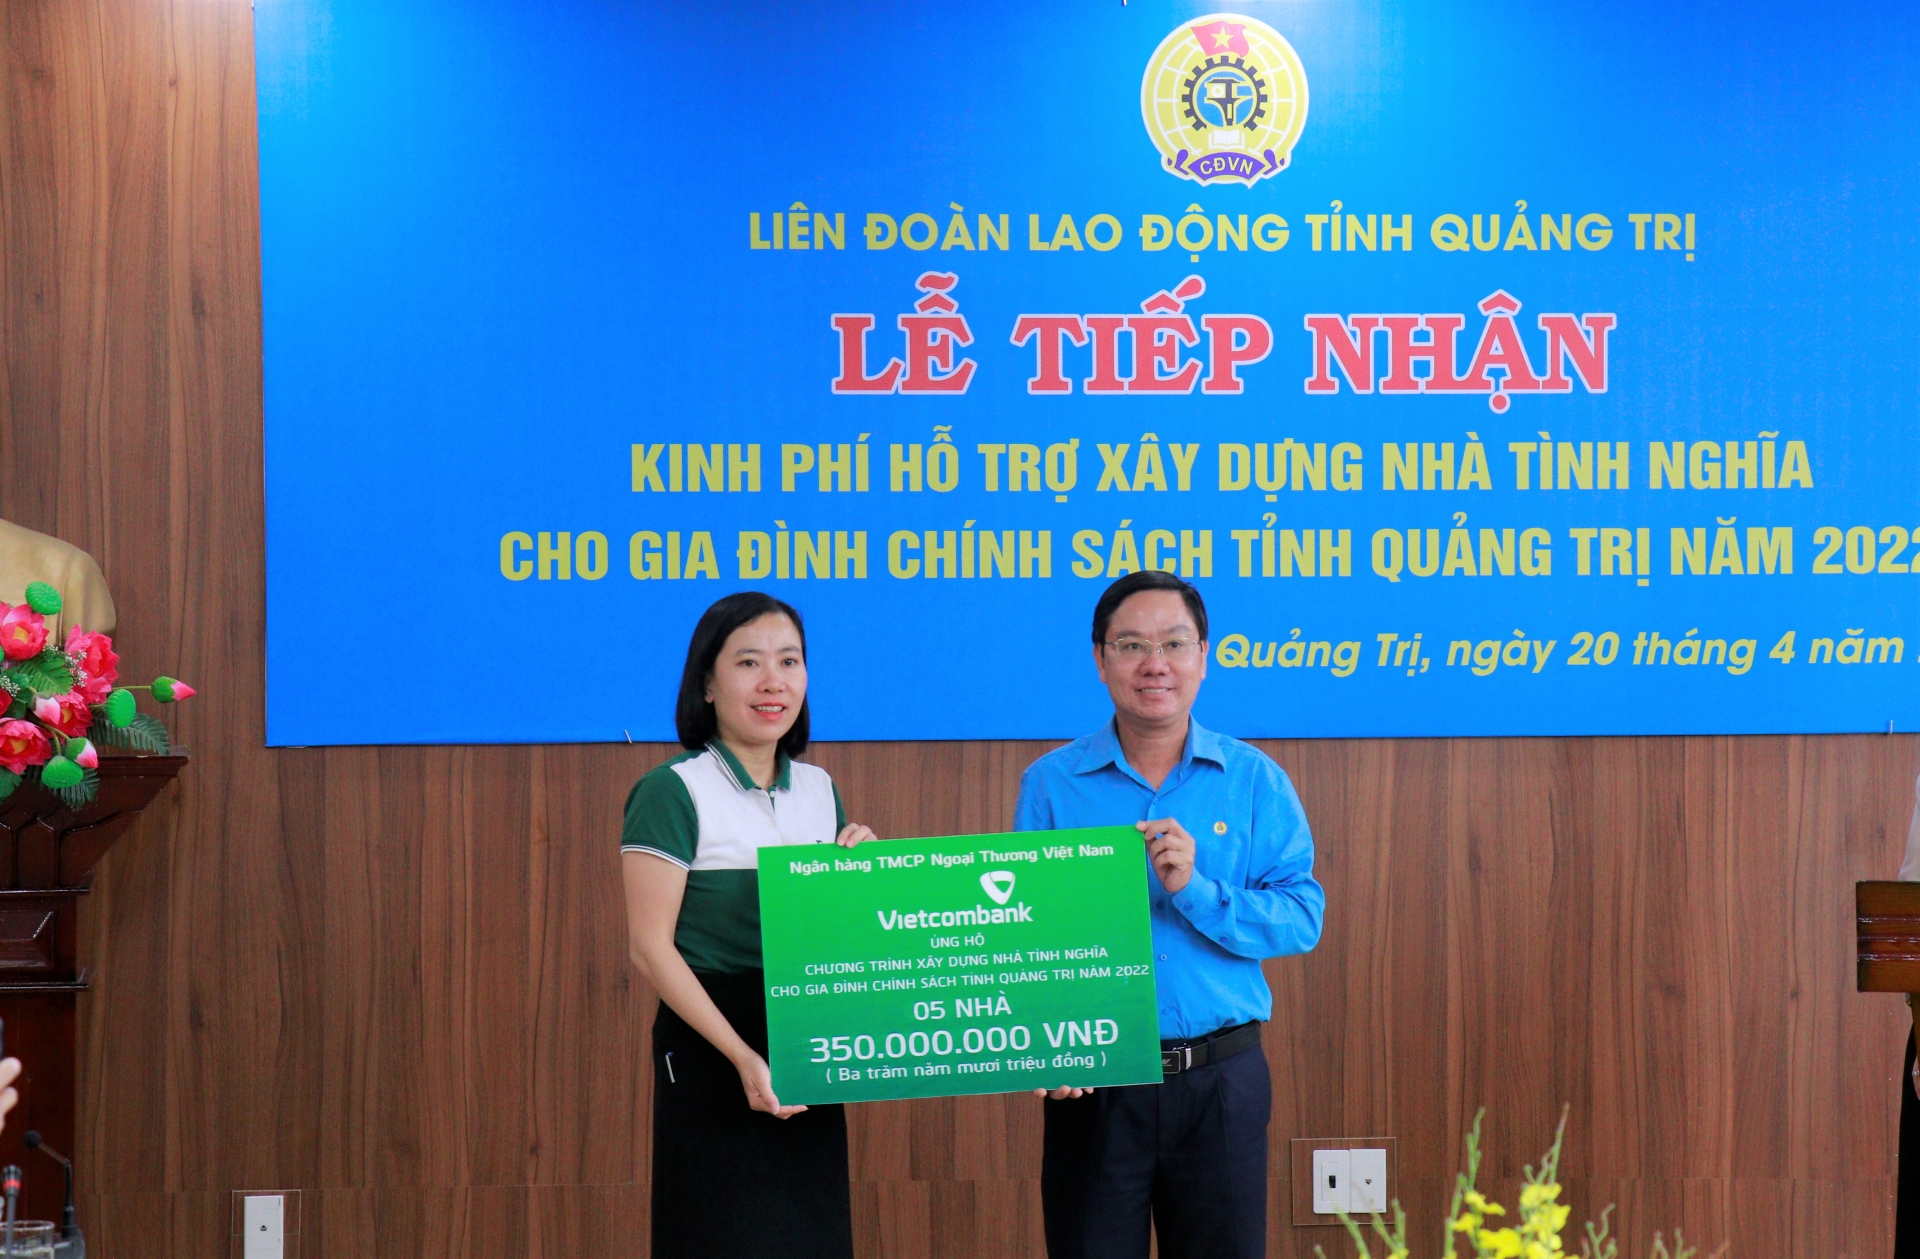 CĐVN
LIÊN ĐOÀN LAO ĐỘNG TỈNH QUẢNG TRỊ
LỄ TIẾP NHẬN
KINH PHÍ HỖ TRỢ XÂY DỰNG NHÀ TÌNH NGHĨA
CHO GIA ĐÌNH CHÍNH SÁCH TỈNH QUẢNG TRỊ NĂM 2022
Quảng Trị, ngày 20 tháng 4 năm
Ngân hàng TMCP Ngoại Thương Việt Nam
Vietcombank
ỦNG HỘ
CHƯƠNG TRÌNH XÂY DỰNG NHÀ TÌNH NGHĨA
CHO GIA ĐÌNH CHÍNH SÁCH TỈNH QUẢNG TRỊ NĂM 2022
05 NHÀ
350.000.000 VNĐ
( Ba trăm năm mươi triệu đồng )